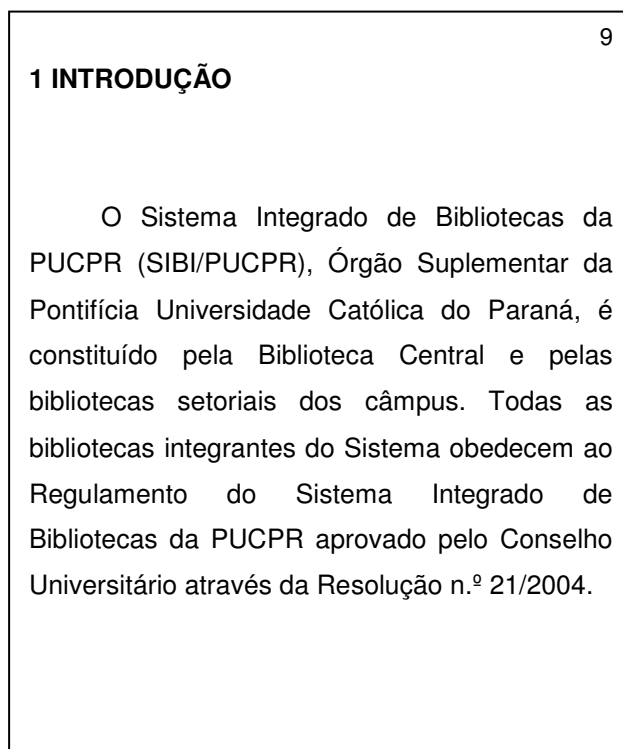 9
1 INTRODUÇÃO
O Sistema Integrado de Bibliotecas da
PUCPR (SIBI/PUCPR), Órgão Suplementar da
Pontifícia Universidade Católica do Paraná, é
constituído pela Biblioteca Central e pelas
bibliotecas setoriais dos câmpus. Todas as
bibliotecas integrantes do Sistema obedecem ao
Regulamento do Sistema Integrado de
Bibliotecas da PUCPR aprovado pelo Conselho
Universitário através da Resolução n.º 21/2004.